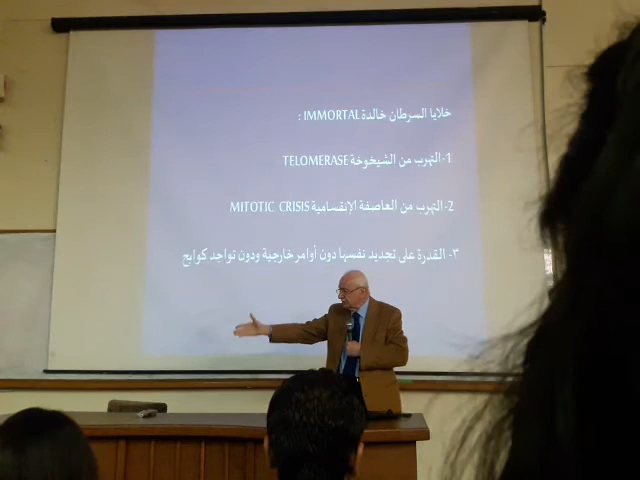 خلايا السرطان خالدة IMMORTAL :
1- التهرب من الشيخوخة TELOMERASE
2- التهرب من العاصفة الإنقسامية MITOTIC CRISIS
٣- القدرة على تجديد نفسها دون أوامر خارجية ودون تواجد كوابح